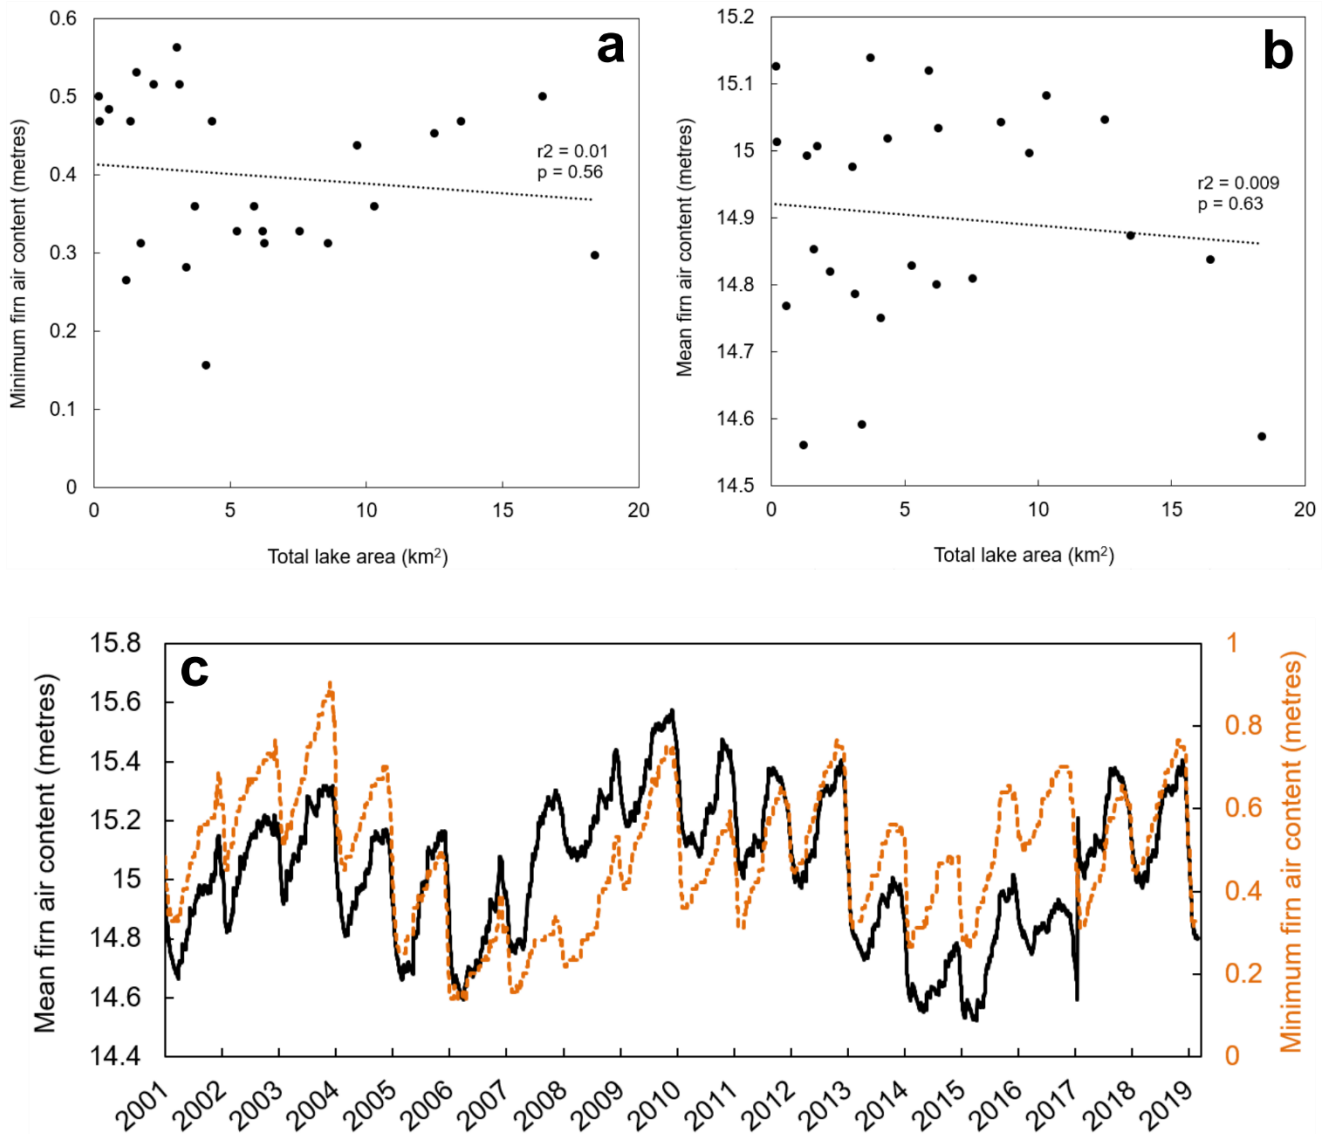 a
Minimum firn air content (metres)
0.6
0.5
0.4
0.3
0.2
0.1
0
r2 = 0.01
p = 0.56
0 5 10 15 20
Total lake area (km²)
b
Mean firn air content (metres)
15.2
15.1
15
14.9
14.8
14.7
14.6
14.5
r2 = 0.009
p = 0.63
0 5 10 15 20
Total lake area (km²)
c
Mean firn air content (metres)
15.8
15.6
15.4
15.2
15
14.8
14.6
14.4
1
0.8
0.6
0.4
0.2
0
Minimum firn air content (metres)
2001 2002 2003 2004 2005 2006 2007 2008 2009 2010 2011 2012 2013 2014 2015 2016 2017 2018 2019